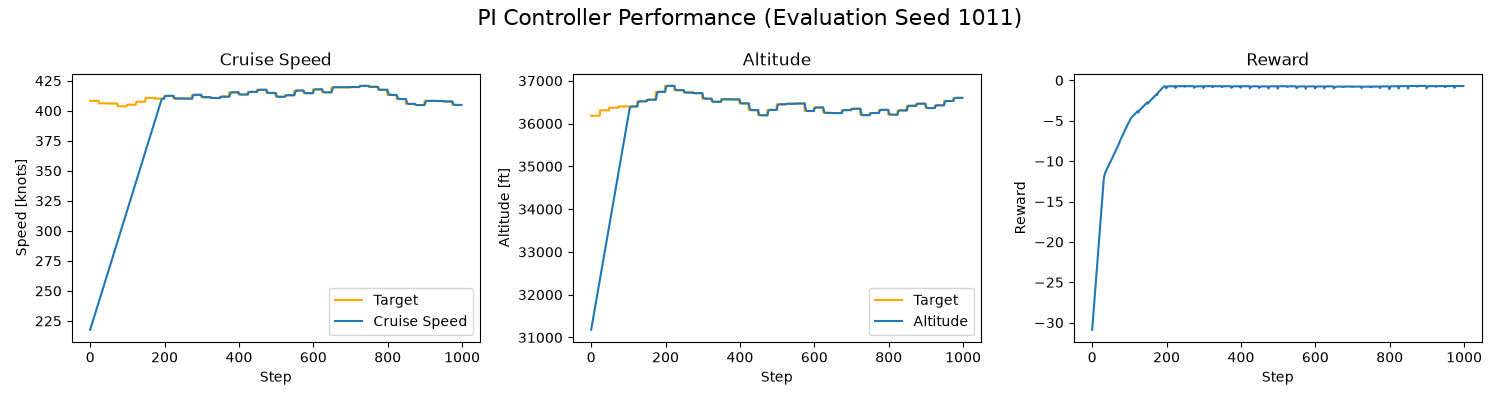 PI Controller Performance (Evaluation Seed 1011)
Cruise Speed
425
400
375
350
325
300
275
250
225
Speed [knots]
0
200
400
600
800
1000
Step
Target
Cruise Speed
Altitude
37000
36000
35000
34000
33000
32000
31000
Altitude [ft]
0
200
400
600
800
1000
Step
Target
Altitude
Reward
0
−5
−10
−15
−20
−25
−30
Reward
0
200
400
600
800
1000
Step